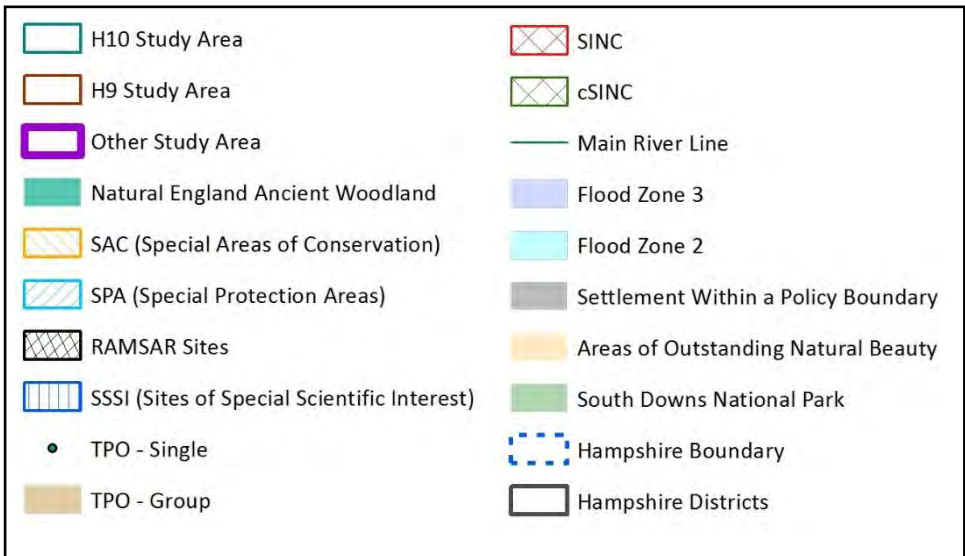 H10 Study Area
H9 Study Area
Other Study Area
Natural England Ancient Woodland
SAC (Special Areas of Conservation)
SPA (Special Protection Areas)
RAMSAR Sites
SSSI (Sites of Special Scientific Interest)
TPO - Single
TPO - Group
SINC
cSINC
Main River Line
Flood Zone 3
Flood Zone 2
Settlement Within a Policy Boundary
Areas of Outstanding Natural Beauty
South Downs National Park
Hampshire Boundary
Hampshire Districts